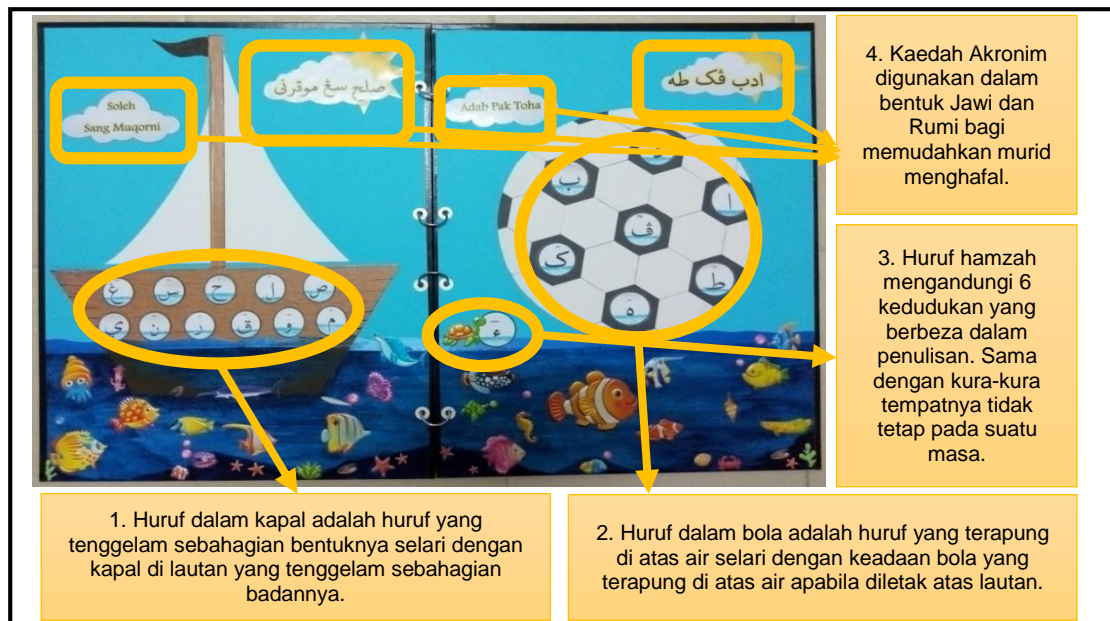 Soleh
Sang Muqorni
صلح سڠ موقرنى
Adab Pak Toha
ادب ڤک طه
ص ل ح س غ
م و ق ر ن ى
ب ا
ڤ
ک ط
ه
ء
4. Kaedah Akronim
digunakan dalam
bentuk Jawi dan
Rumi bagi
memudahkan murid
menghafal.
3. Huruf hamzah
mengandungi 6
kedudukan yang
berbeza dalam
penulisan. Sama
dengan kura-kura
tempatnya tidak
tetap pada suatu
masa.
1. Huruf dalam kapal adalah huruf yang
tenggelam sebahagian bentuknya selari dengan
kapal di lautan yang tenggelam sebahagian
badannya.
2. Huruf dalam bola adalah huruf yang terapung
di atas air selari dengan keadaan bola yang
terapung di atas air apabila diletak atas lautan.